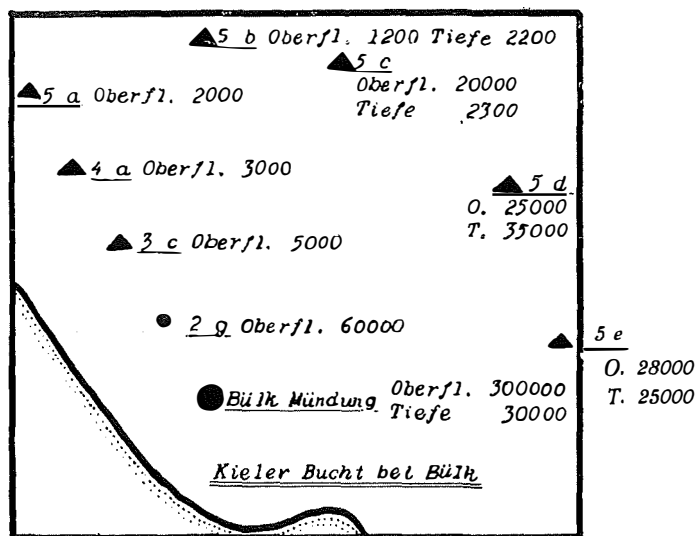 5 b Oberfl. 1200 Tiefe 2200
5 c
Oberfl. 20000
Tiefe 2300
5 a Oberfl. 2000
4 a Oberfl. 3000
5 d
O. 25000
T. 35000
3 c Oberfl. 5000
2 g Oberfl. 60000
5 e
O. 28000
T. 25000
Bülk Mündung Oberfl. 300000
Tiefe 30000
Kieler Bucht bei Bülk